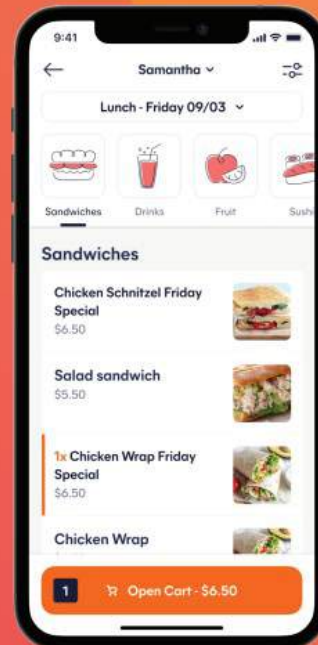 9:41
Samantha
Lunch - Friday 09/03
Sandwiches Drinks Fruit Sushi
Sandwiches
Chicken Schnitzel Friday
Special
$6.50
Salad sandwich
$5.50
1x Chicken Wrap Friday
Special
$6.50
Chicken Wrap
1 Open Cart - $6.50